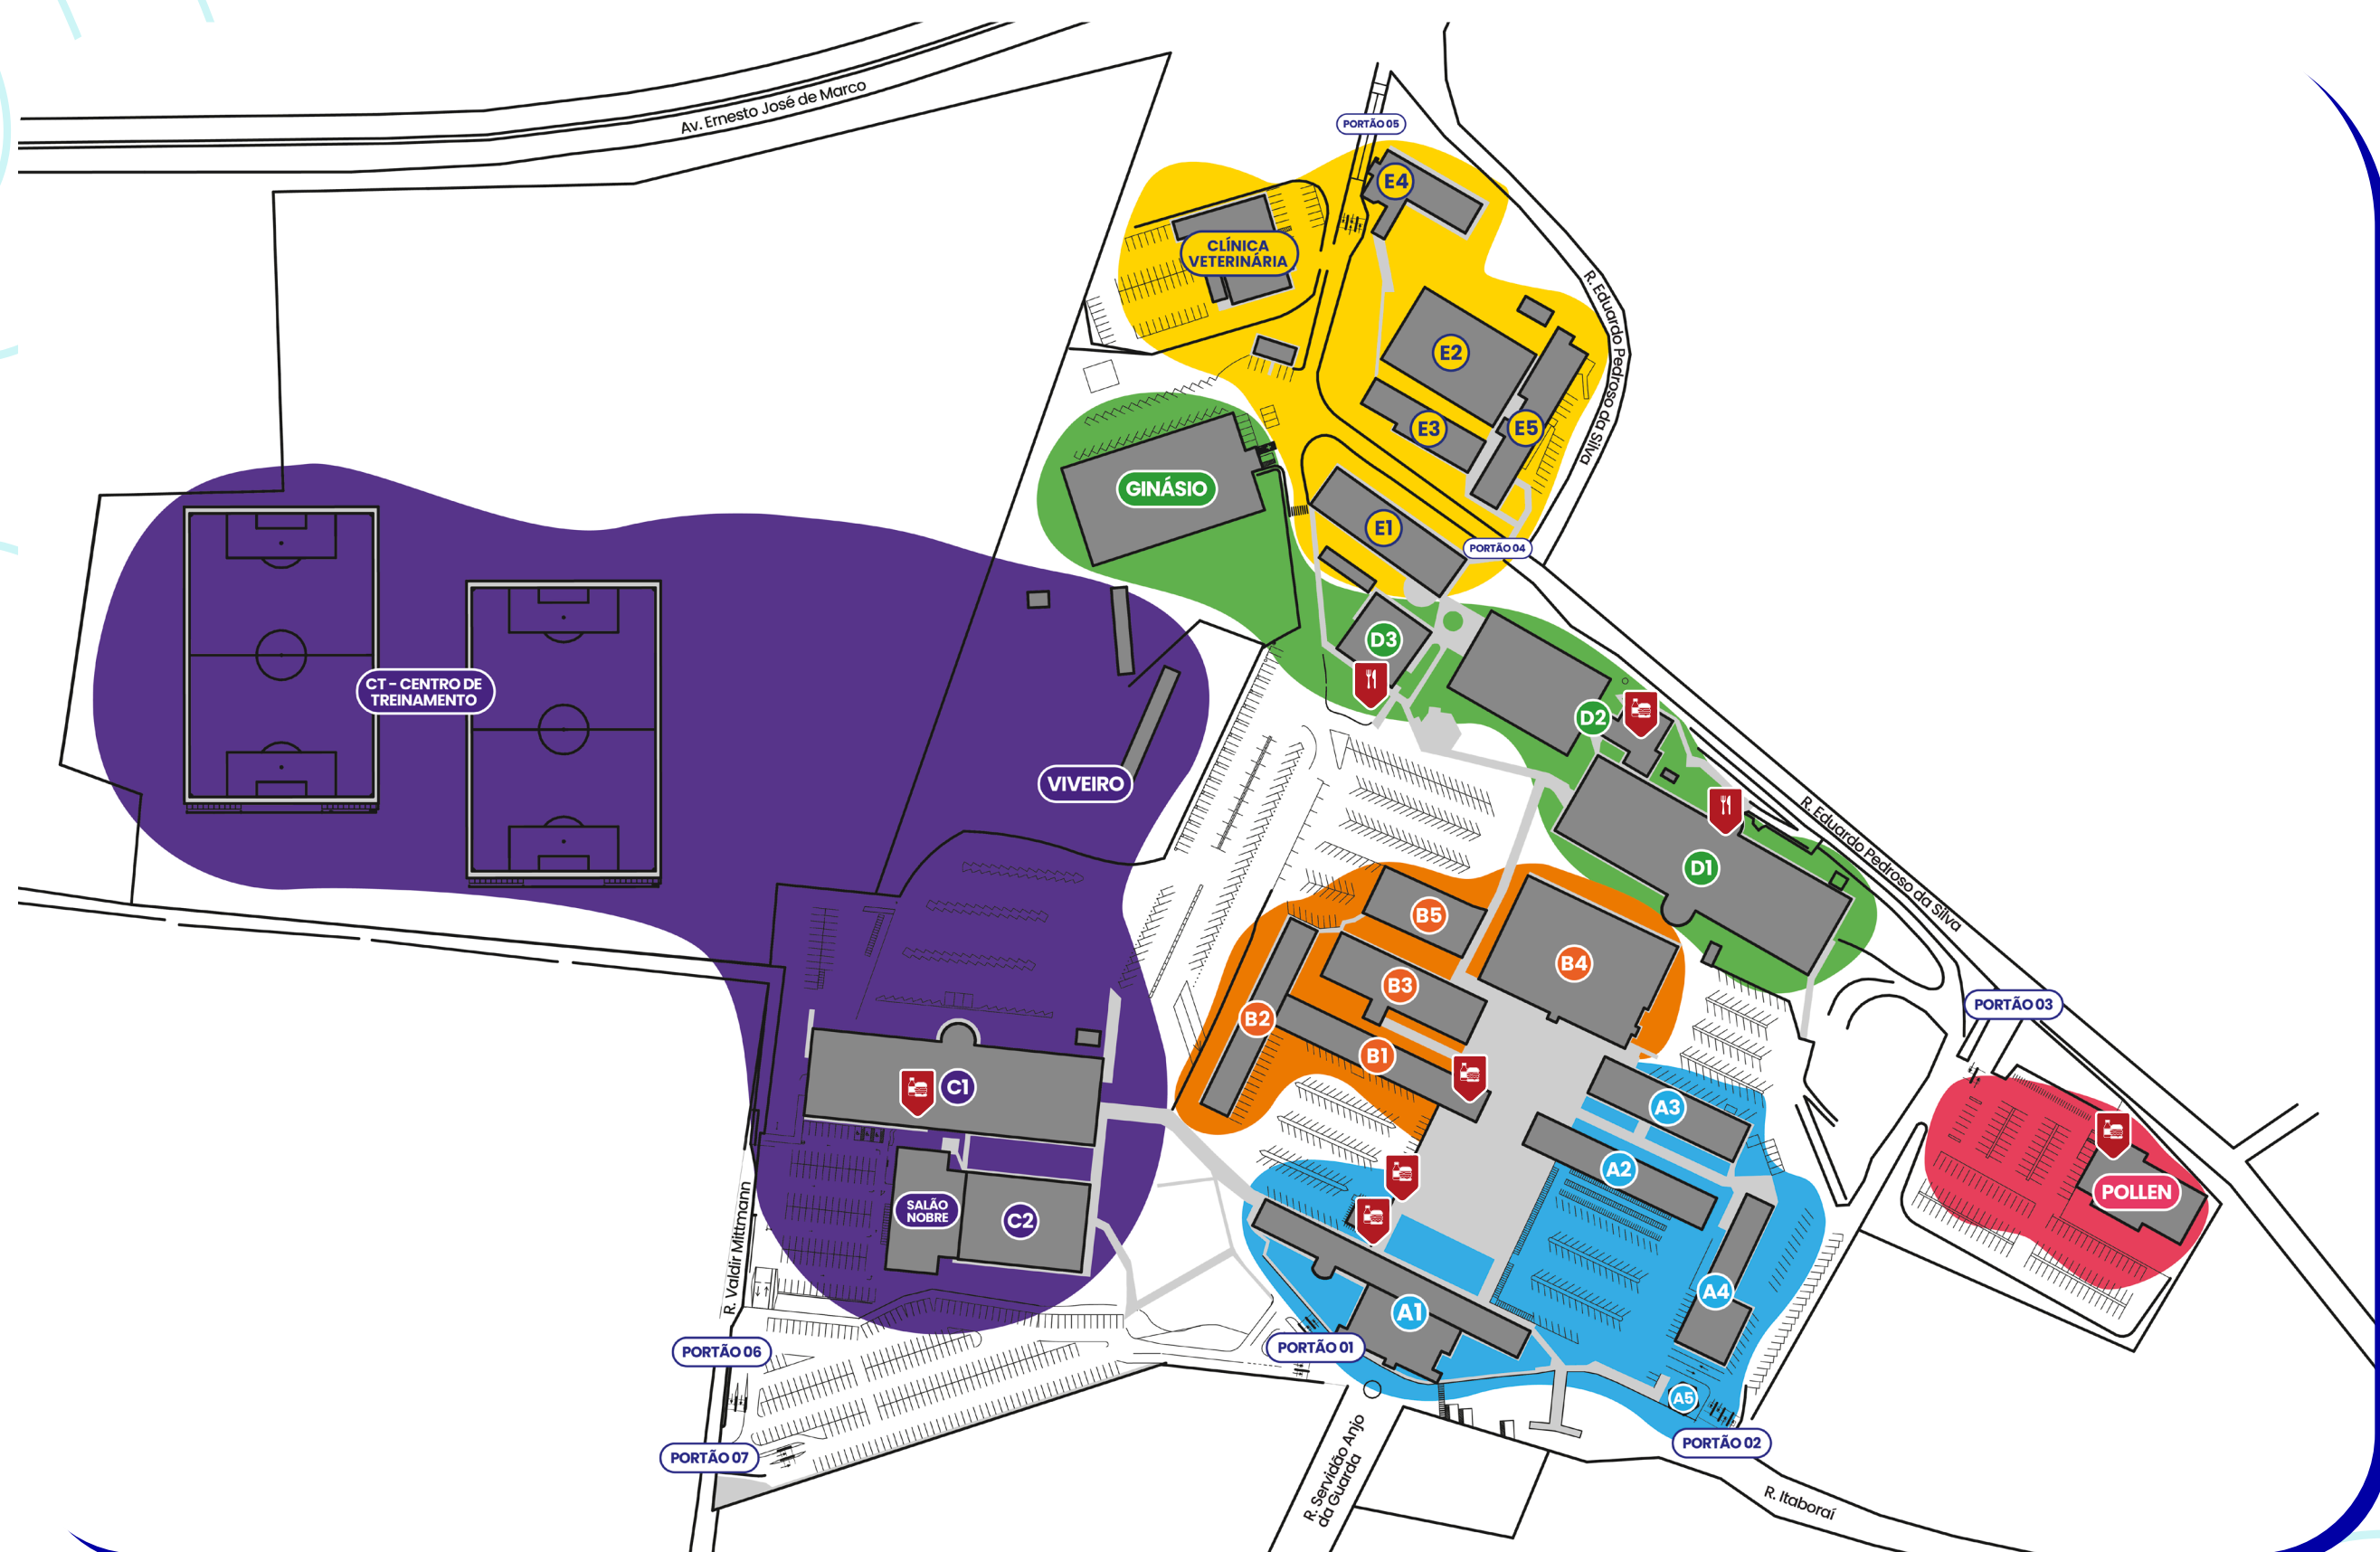 Av. Ernesto José de Marco
PORTÃO 05
E4
CLÍNICA
VETERINÁRIA
R. Eduardo Pedroso da Silva
E2
E3
E5
GINÁSIO
E1
PORTÃO 04
D3
CT - CENTRO DE
TREINAMENTO
D2
VIVEIRO
R. Eduardo Pedroso da Silva
D1
B5
B4
B3
B2
B1
PORTÃO 03
C1
A3
A2
POLLEN
SALÃO
NOBRE
C2
R. Valdir Mittmann
A4
A1
PORTÃO 06
PORTÃO 01
A5
PORTÃO 02
PORTÃO 07
R. Servidão Anjo
da Guarda
R. Itaboraí